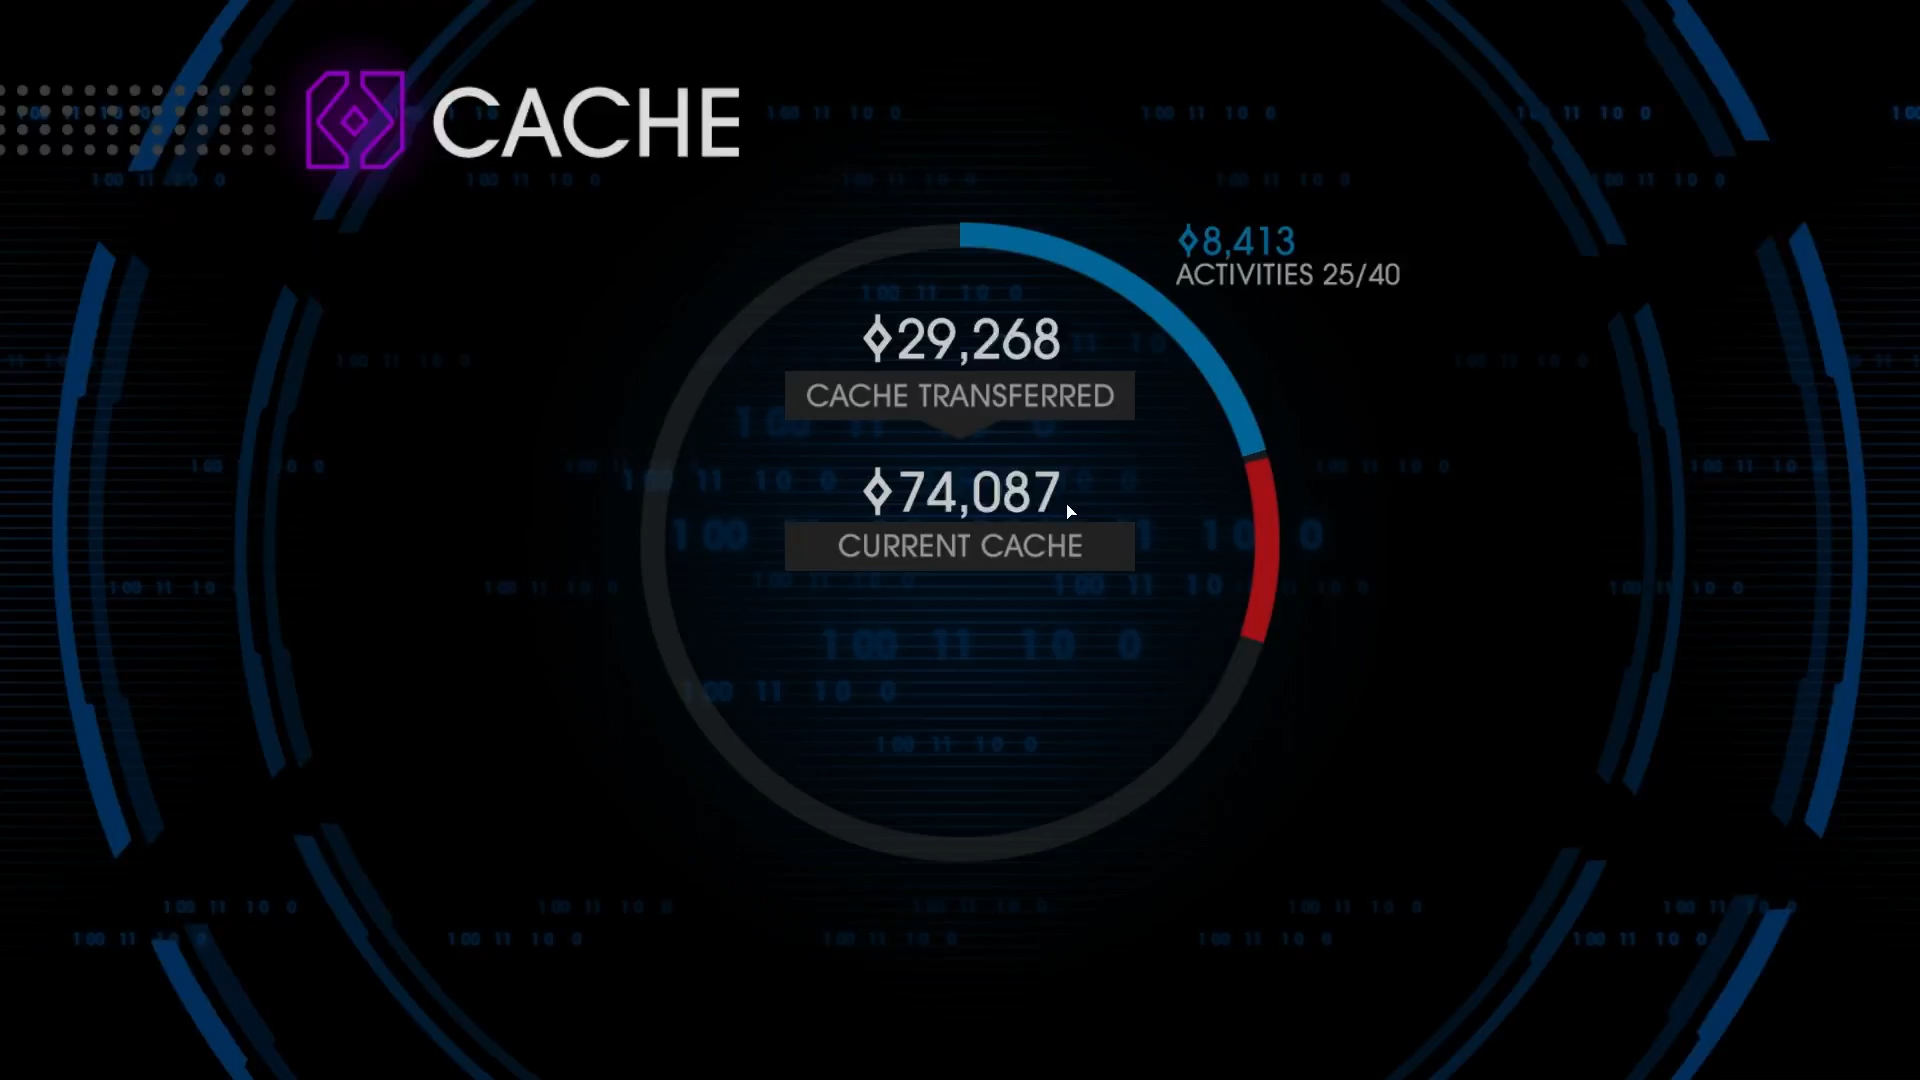 CACHE
8,413
ACTIVITIES 25/40
29,268
CACHE TRANSFERRED
74,087
CURRENT CACHE